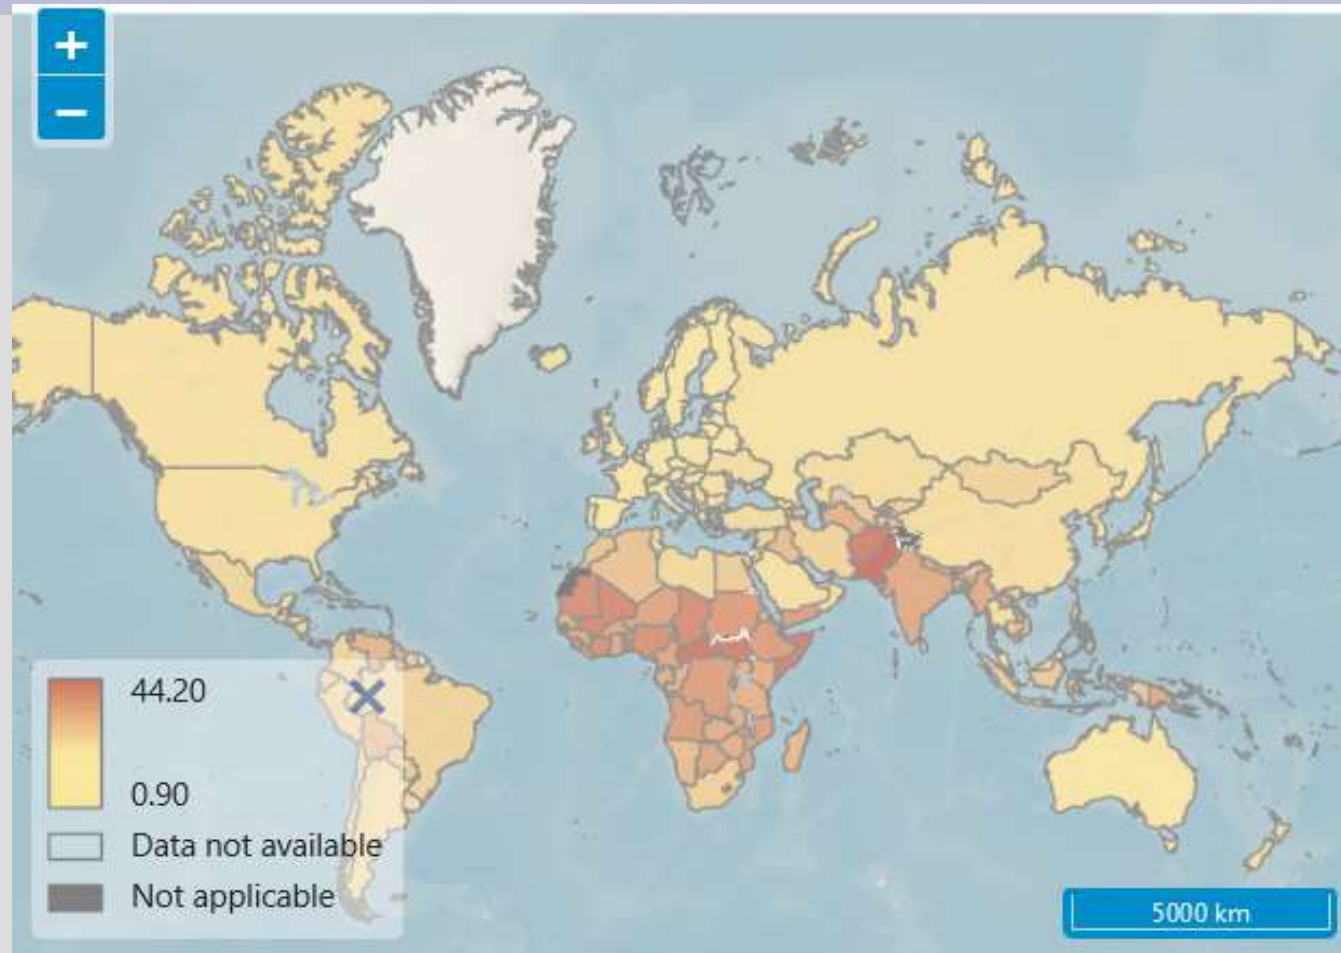 +
−
44.20
0.90
Data not available
Not applicable
5000 km